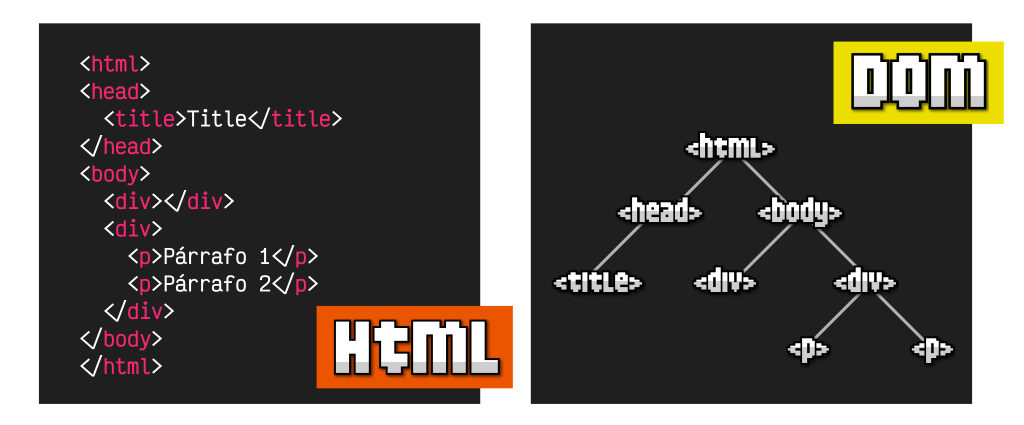 <html>
<head>
  <title>Title</title>
</head>
<body>
  <div></div>
  <div>
    <p>Párrafo 1</p>
    <p>Párrafo 2</p>
  </div>
</body>
</html>
HTML
DOM
<html>
<head> <body>
<title> <div> <div>
<p> <p>